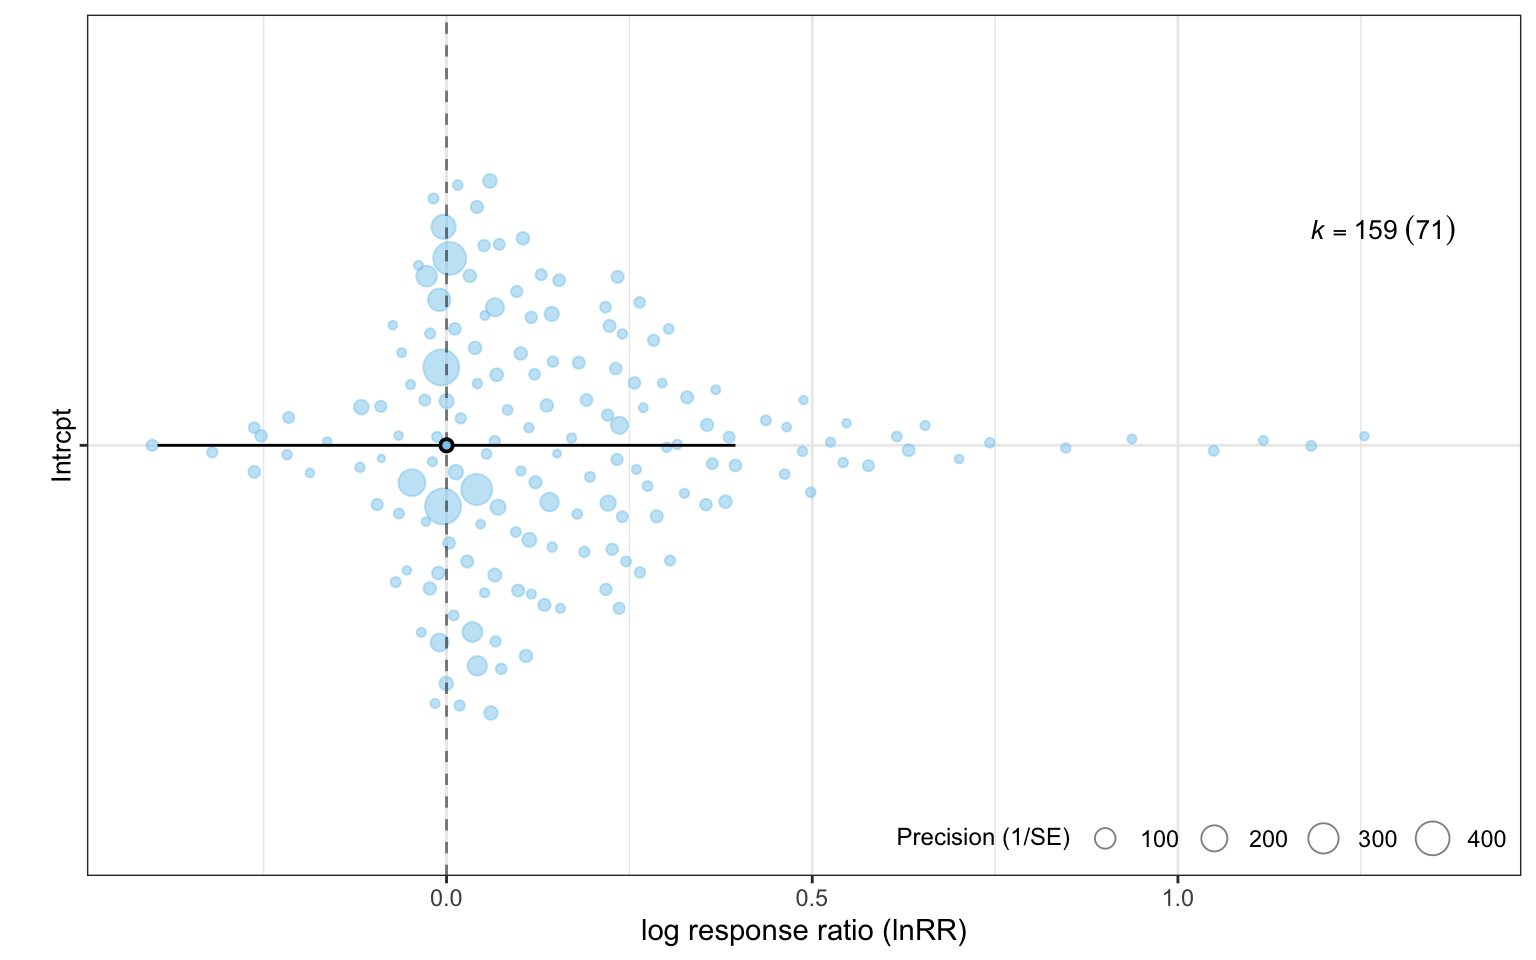 k = 159 (71)
Intrcpt
Precision (1/SE) 100 200 300 400
0.0 0.5 1.0
log response ratio (lnRR)